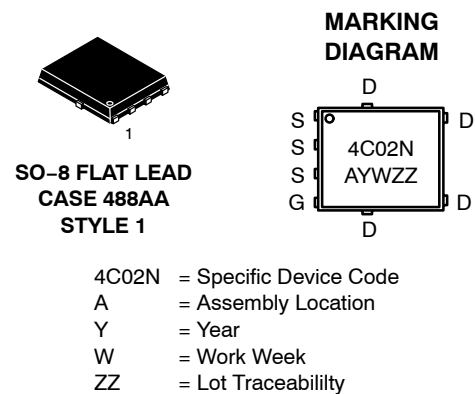 MARKING
DIAGRAM
D
S
D
S
4C02N
S
AYWZZ
G
D
D
1
SO−8 FLAT LEAD
CASE 488AA
STYLE 1
4C02N = Specific Device Code
A = Assembly Location
Y = Year
W = Work Week
ZZ = Lot Traceabililty